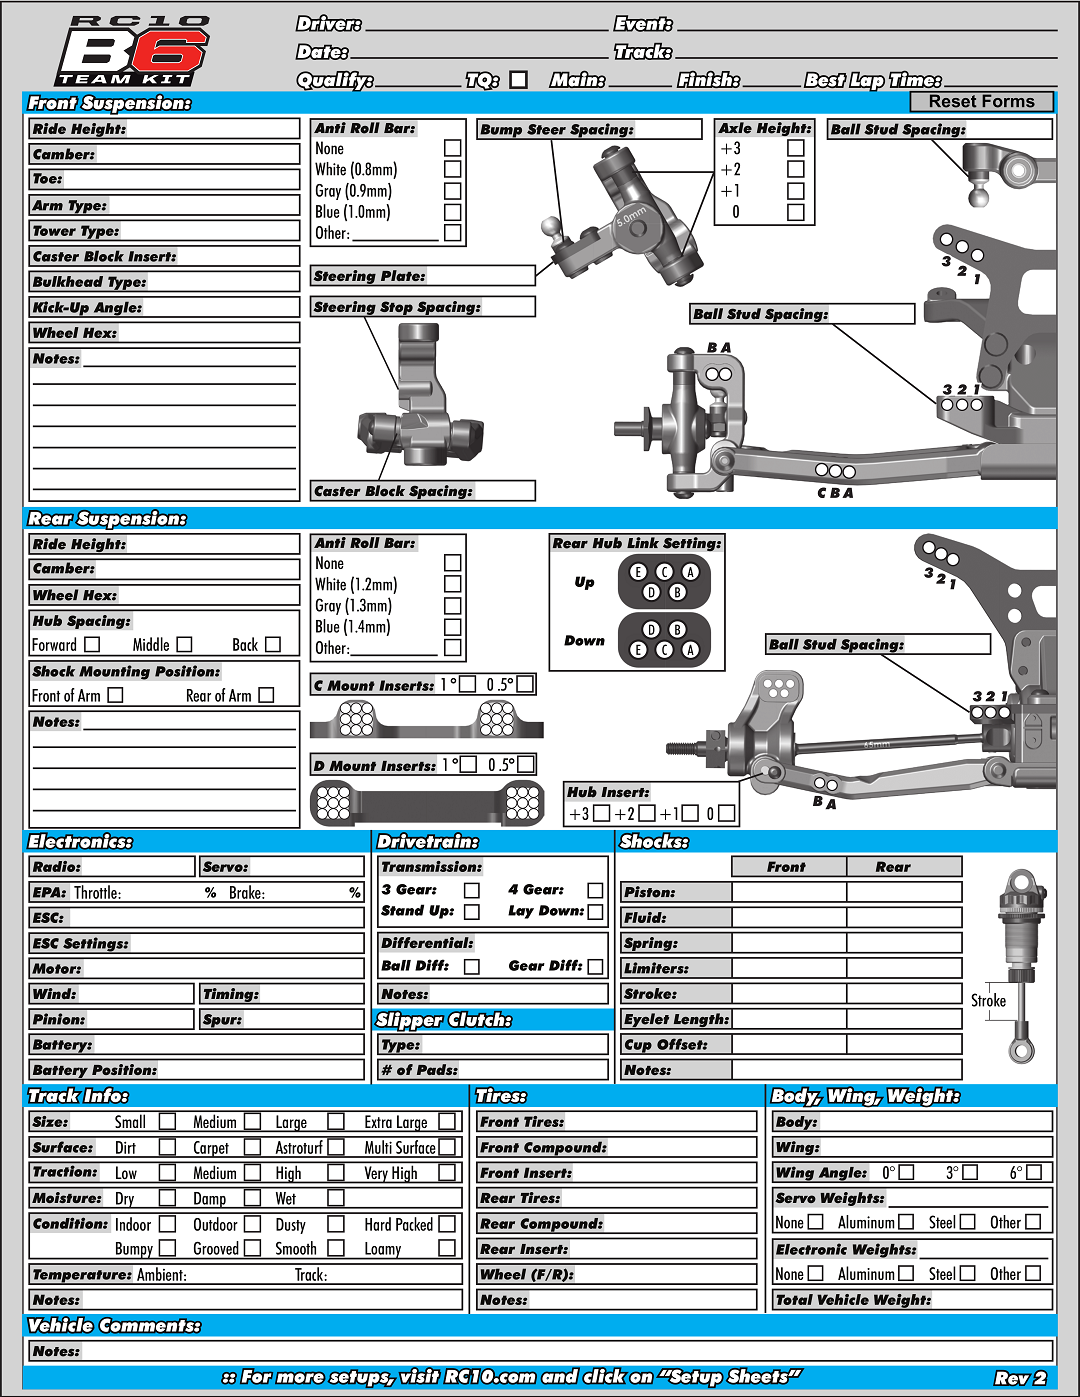 RC10
B6
TEAM KIT
Driver: Event:
Date: Track:
Qualify: TQ: Main: Finish: Best Lap Time:
Front Suspension: Reset Forms
Ride Height:
Camber:
Toe:
Arm Type:
Tower Type:
Caster Block Insert:
Bulkhead Type:
Kick-Up Angle:
Wheel Hex:
Notes:
Anti Roll Bar:
None
White (0.8mm)
Gray (0.9mm)
Blue (1.0mm)
Other:
Steering Plate:
Steering Stop Spacing:
Caster Block Spacing:
Bump Steer Spacing:
5.0mm
Axle Height:
+3
+2
+1
0
Ball Stud Spacing:
3 2 1
Ball Stud Spacing:
B A
3 2 1
C B A
Rear Suspension:
Ride Height:
Camber:
Wheel Hex:
Hub Spacing:
Forward Middle Back
Shock Mounting Position:
Front of Arm Rear of Arm
Notes:
Anti Roll Bar:
None
White (1.2mm)
Gray (1.3mm)
Blue (1.4mm)
Other:
C Mount Inserts: 1° 0.5°
D Mount Inserts: 1° 0.5°
Rear Hub Link Setting:
Up
E C A
D B
Down
D B
E C A
3 2 1
Ball Stud Spacing:
3 2 1
65mm
B A
Hub Insert:
+3 +2 +1 0
Electronics:
Radio: Servo:
EPA: Throttle: % Brake: %
ESC:
ESC Settings:
Motor:
Wind: Timing:
Pinion: Spur:
Battery:
Battery Position:
Drivetrain:
Transmission:
3 Gear: 4 Gear:
Stand Up: Lay Down:
Differential:
Ball Diff: Gear Diff:
Notes:
Slipper Clutch:
Type:
# of Pads:
Shocks:
Front Rear
Piston:
Fluid:
Spring:
Limiters:
Stroke:
Eyelet Length:
Cup Offset:
Notes:
Stroke
Track Info:
Size: Small Medium Large Extra Large
Surface: Dirt Carpet Astroturf Multi Surface
Traction: Low Medium High Very High
Moisture: Dry Damp Wet
Condition: Indoor Outdoor Dusty Hard Packed
Bumpy Grooved Smooth Loamy
Temperature: Ambient: Track:
Notes:
Tires:
Front Tires:
Front Compound:
Front Insert:
Rear Tires:
Rear Compound:
Rear Insert:
Wheel (F/R):
Notes:
Body, Wing, Weight:
Body:
Wing:
Wing Angle: 0° 3° 6°
Servo Weights:
None Aluminum Steel Other
Electronic Weights:
None Aluminum Steel Other
Total Vehicle Weight:
Vehicle Comments:
Notes:
:: For more setups, visit RC10.com and click on "Setup Sheets"
Rev 2